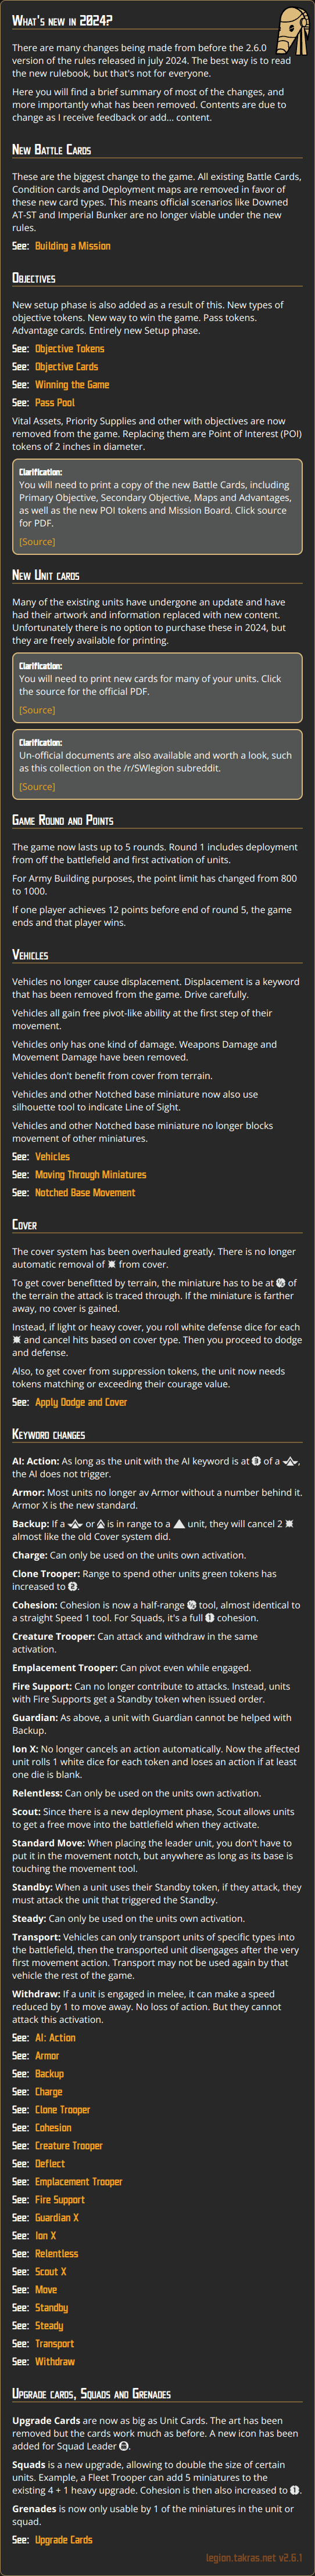 What's new in 2024?
There are many changes being made from before the 2.6.0
version of the rules released in july 2024. The best way is to read
the new rulebook, but that's not for everyone.
Here you will find a brief summary of most of the changes, and
more importantly what has been removed. Contents are due to
change as I receive feedback or add... content.
New Battle Cards
These are the biggest change to the game. All existing Battle Cards,
Condition cards and Deployment maps are removed in favor of
these new card types. This means official scenarios like Downed
AT-ST and Imperial Bunker are no longer viable under the new
rules.
See: Building a Mission
Objectives
New setup phase is also added as a result of this. New types of
objective tokens. New way to win the game. Pass tokens.
Advantage cards. Entirely new Setup phase.
See: Objective Tokens
See: Objective Cards
See: Winning the Game
See: Pass Pool
Vital Assets, Priority Supplies and other with objectives are now
removed from the game. Replacing them are Point of Interest (POI)
tokens of 2 inches in diameter.
Clarification:
You will need to print a copy of the new Battle Cards, including
Primary Objective, Secondary Objective, Maps and Advantages,
as well as the new POI tokens and Mission Board. Click source
for PDF.
[Source]
New Unit cards
Many of the existing units have undergone an update and have
had their artwork and information replaced with new content.
Unfortunately there is no option to purchase these in 2024, but
they are freely available for printing.
Clarification:
You will need to print new cards for many of your units. Click
the source for the official PDF.
[Source]
Clarification:
Un-official documents are also available and worth a look, such
as this collection on the /r/SWlegion subreddit.
[Source]
Game Round and Points
The game now lasts up to 5 rounds. Round 1 includes deployment
from off the battlefield and first activation of units.
For Army Building purposes, the point limit has changed from 800
to 1000.
If one player achieves 12 points before end of round 5, the game
ends and that player wins.
Vehicles
Vehicles no longer cause displacement. Displacement is a keyword
that has been removed from the game. Drive carefully.
Vehicles all gain free pivot-like ability at the first step of their
movement.
Vehicles only has one kind of damage. Weapons Damage and
Movement Damage have been removed.
Vehicles don't benefit from cover from terrain.
Vehicles and other Notched base miniature now also use
silhouette tool to indicate Line of Sight.
Vehicles and other Notched base miniature no longer blocks
movement of other miniatures.
See: Vehicles
See: Moving Through Miniatures
See: Notched Base Movement
Cover
The cover system has been overhauled greatly. There is no longer
automatic removal of from cover.
To get cover benefitted by terrain, the miniature has to be at ½ of
the terrain the attack is traced through. If the miniature is farther
away, no cover is gained.
Instead, if light or heavy cover, you roll white defense dice for each
and cancel hits based on cover type. Then you proceed to dodge
and defense.
Also, to get cover from suppression tokens, the unit now needs
tokens matching or exceeding their courage value.
See: Apply Dodge and Cover
Keyword changes
AI: Action: As long as the unit with the AI keyword is at 3 of a ,
the AI does not trigger.
Armor: Most units no longer av Armor without a number behind it.
Armor X is the new standard.
Backup: If a or is in range to a unit, they will cancel 2
almost like the old Cover system did.
Charge: Can only be used on the units own activation.
Clone Trooper: Range to spend other units green tokens has
increased to 2.
Cohesion: Cohesion is now a half-range ½ tool, almost identical to
a straight Speed 1 tool. For Squads, it's a full 1 cohesion.
Creature Trooper: Can attack and withdraw in the same
activation.
Emplacement Trooper: Can pivot even while engaged.
Fire Support: Can no longer contribute to attacks. Instead, units
with Fire Supports get a Standby token when issued order.
Guardian: As above, a unit with Guardian cannot be helped with
Backup.
Ion X: No longer cancels an action automatically. Now the affected
unit rolls 1 white dice for each token and loses an action if at least
one die is blank.
Relentless: Can only be used on the units own activation.
Scout: Since there is a new deployment phase, Scout allows units
to get a free move into the battlefield when they activate.
Standard Move: When placing the leader unit, you don't have to
put it in the movement notch, but anywhere as long as its base is
touching the movement tool.
Standby: When a unit uses their Standby token, if they attack, they
must attack the unit that triggered the Standby.
Steady: Can only be used on the units own activation.
Transport: Vehicles can only transport units of specific types into
the battlefield, then the transported unit disengages after the very
first movement action. Transport may not be used again by that
vehicle the rest of the game.
Withdraw: If a unit is engaged in melee, it can make a speed
reduced by 1 to move away. No loss of action. But they cannot
attack this activation.
See: AI: Action
See: Armor
See: Backup
See: Charge
See: Clone Trooper
See: Cohesion
See: Creature Trooper
See: Deflect
See: Emplacement Trooper
See: Fire Support
See: Guardian X
See: Ion X
See: Relentless
See: Scout X
See: Move
See: Standby
See: Steady
See: Transport
See: Withdraw
Upgrade cards, Squads and Grenades
Upgrade Cards are now as big as Unit Cards. The art has been
removed but the cards work much as before. A new icon has been
added for Squad Leader .
Squads is a new upgrade, allowing to double the size of certain
units. Example, a Fleet Trooper can add 5 miniatures to the
existing 4 + 1 heavy upgrade. Cohesion is then also increased to 1.
Grenades is now only usable by 1 of the miniatures in the unit or
squad.
See: Upgrade Cards
legion.takras.net v2.6.1